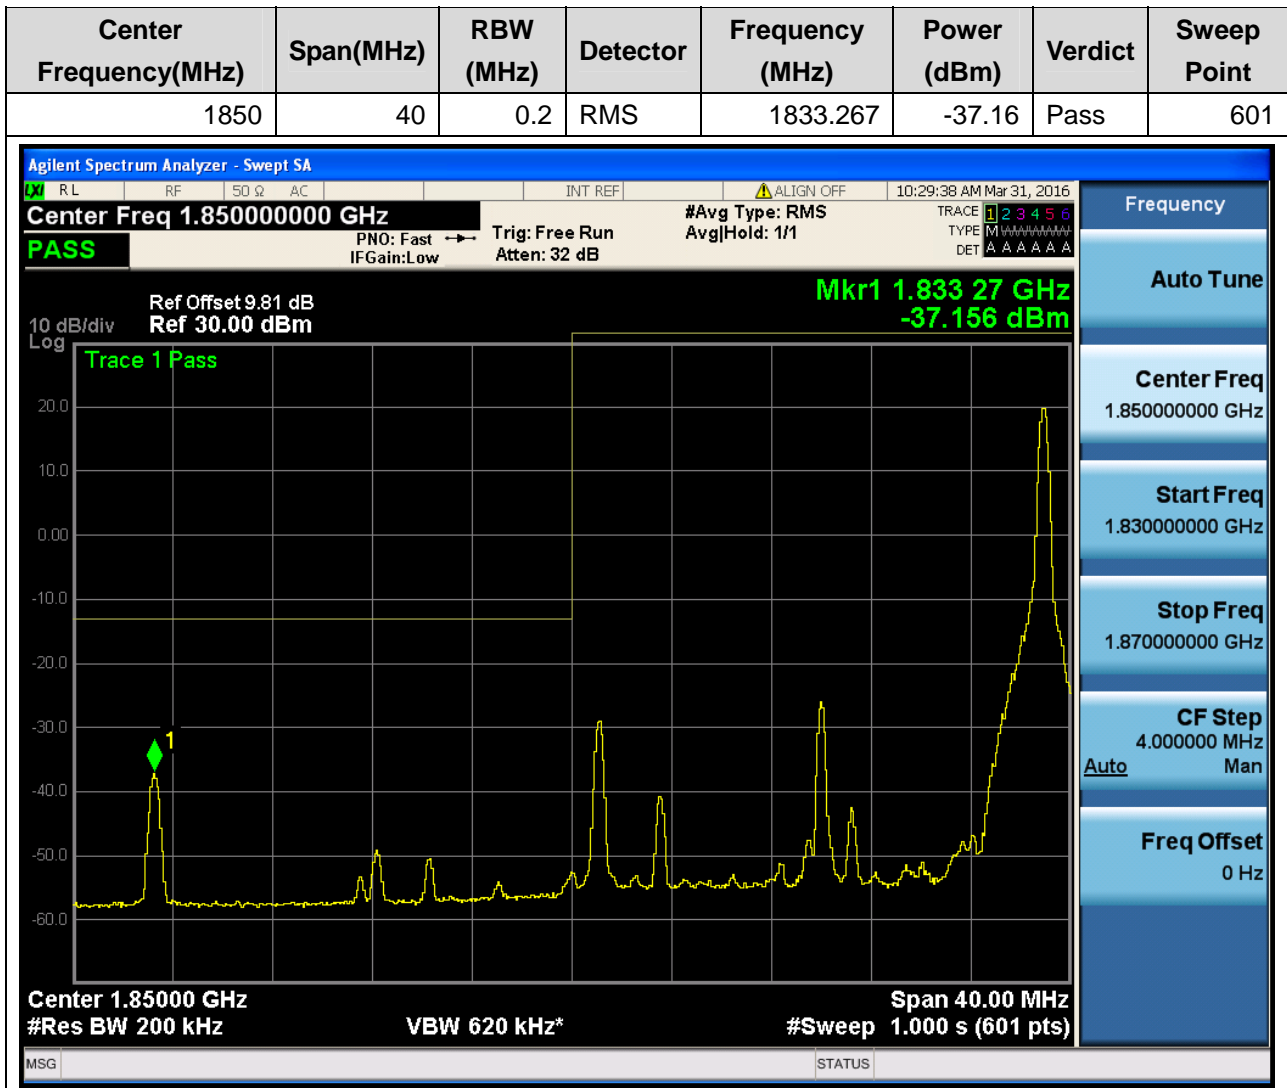 Center Frequency(MHz) Span(MHz) RBW (MHz) Detector Frequency (MHz) Power (dBm) Verdict Sweep Point
1850 40 0.2 RMS 1833.267 -37.16 Pass 601
Agilent Spectrum Analyzer - Swept SA
LXI RL RF 50 Ω AC INT REF ALIGN OFF 10:29:38 AM Mar 31, 2016
Center Freq 1.850000000 GHz
PASS
PNO: Fast
IFGain:Low
Trig: Free Run
Atten: 32 dB
#Avg Type: RMS
Avg|Hold: 1/1
TRACE 1 2 3 4 5 6
TYPE M WWWWW
DET A A A A A A
Mkr1 1.833 27 GHz
-37.156 dBm
Ref Offset 9.81 dB
10 dB/div Ref 30.00 dBm
Log
Trace 1 Pass
20.0
10.0
0.00
-10.0
-20.0
-30.0
1
-40.0
-50.0
-60.0
Center 1.85000 GHz Span 40.00 MHz
#Res BW 200 kHz VBW 620 kHz* #Sweep 1.000 s (601 pts)
MSG STATUS
Frequency
Auto Tune
Center Freq
1.850000000 GHz
Start Freq
1.830000000 GHz
Stop Freq
1.870000000 GHz
CF Step
4.000000 MHz
Auto Man
Freq Offset
0 Hz